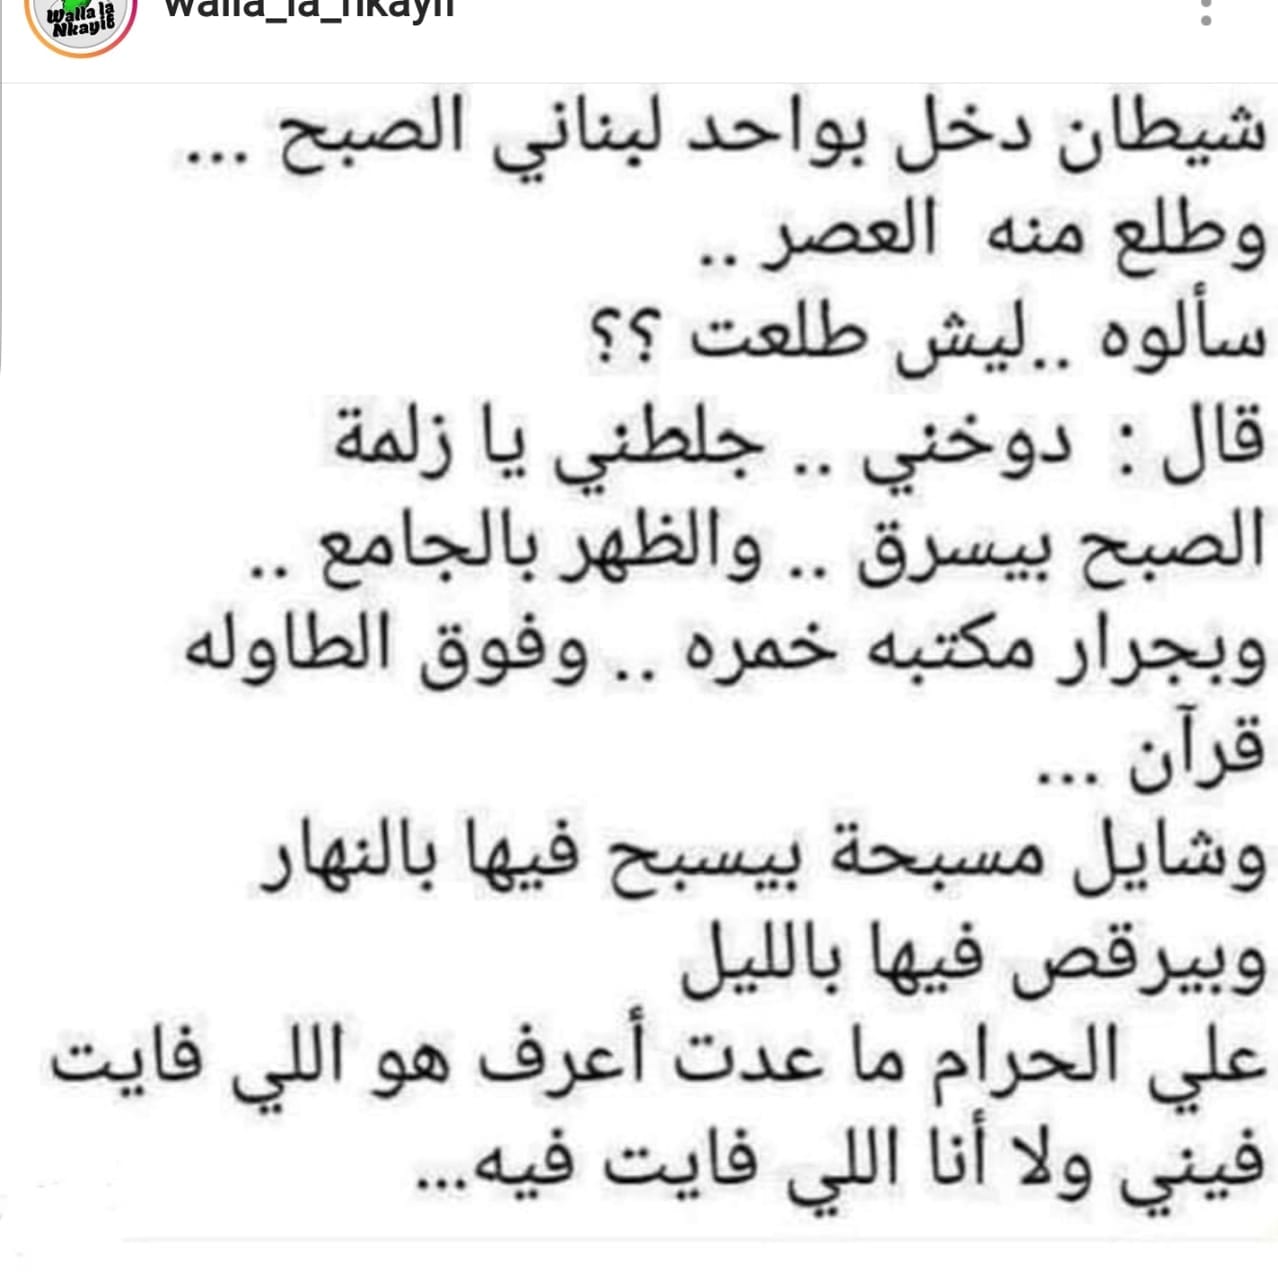 Walla la
Nkayie
walla_la_nkayii
شيطان دخل بواحد لبناني الصبح ...
وطلع منه العصر ..
سألوه ..ليش طلعت ؟؟
قال : دوخني .. جلطني يا زلمة
الصبح بيسرق .. والظهر بالجامع ..
وبجرار مكتبه خمره .. وفوق الطاوله
قرآن ...
وشايل مسبحة بيسبح فيها بالنهار
وبيرقص فيها بالليل
علي الحرام ما عدت أعرف هو اللي فايت
فيني ولا أنا اللي فايت فيه...